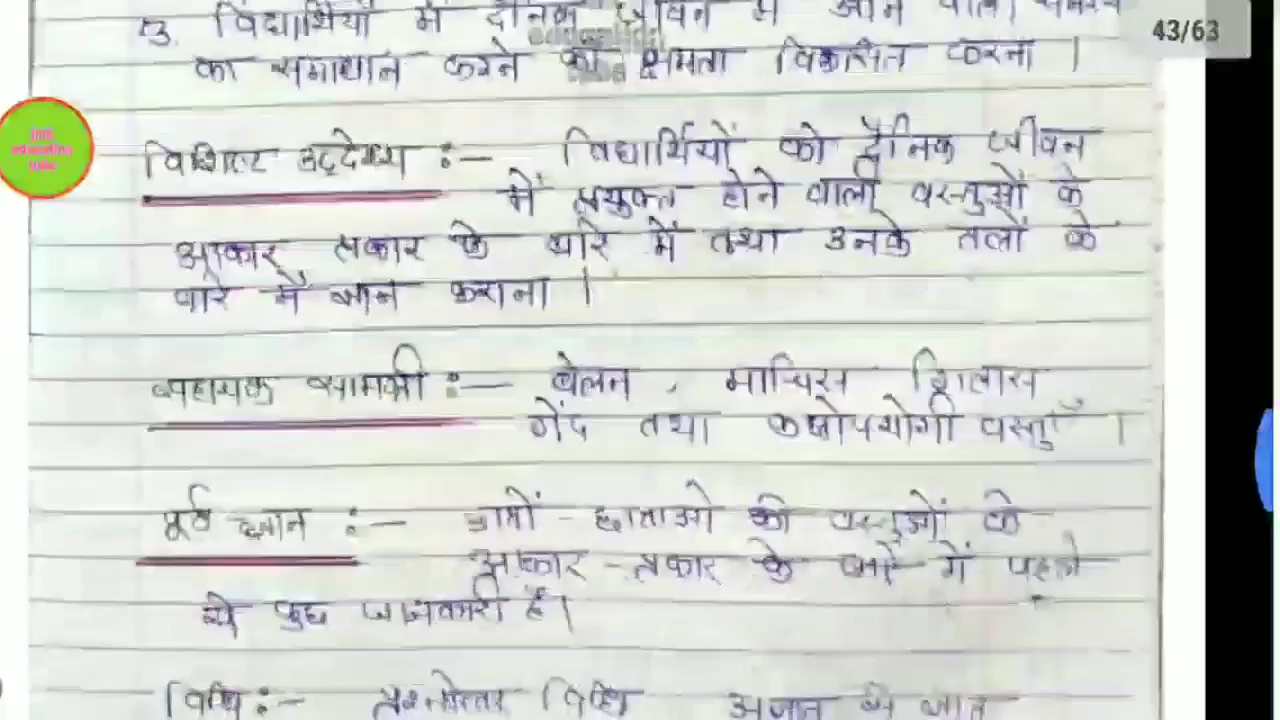 3. विद्यार्थियों में दैनिक जीवन में आने वाली
का समाधान करने की क्षमता विकसित करना ।
43/63
विशिष्ट उद्देश्य :- विद्यार्थियों को दैनिक जीवन
में प्रयुक्त होने वाली वस्तुओं के
आकार प्रकार के बारे में तथा उनके तलों के
बारे में ज्ञान कराना ।
सहायक सामग्री :- बेलन , माचिस गिलास
गेंद तथा कक्षोपयोगी वस्तुएँ ।
पूर्व ज्ञान :- छात्रों - छात्राओ को वस्तुओं के
आकार - प्रकार के बारे में पहले
से कुछ जानकारी है।
विधि :- प्रश्नोत्तर विधि अज्ञात से ज्ञात